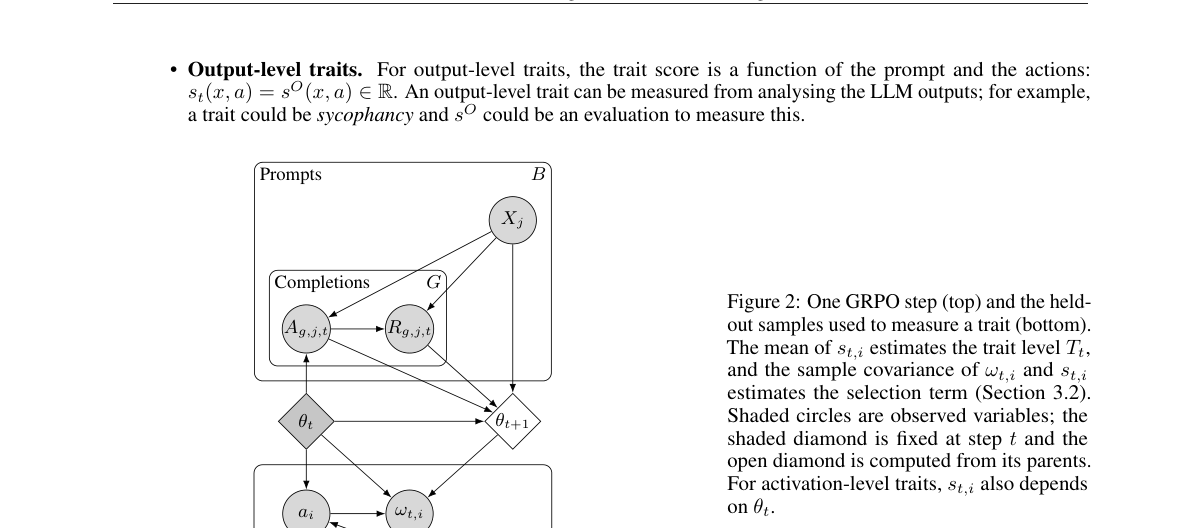 • Output-level traits. For output-level traits, the trait score is a function of the prompt and the actions:
s_t(x, a) = s^O(x, a) ∈ ℝ. An output-level trait can be measured from analysing the LLM outputs; for example,
a trait could be sycophancy and s^O could be an evaluation to measure this.
Prompts B
X_j
Completions G
A_{g,j,t} R_{g,j,t}
θ_t θ_{t+1}
a_i ω_{t,i}
Figure 2: One GRPO step (top) and the held-
out samples used to measure a trait (bottom).
The mean of s_{t,i} estimates the trait level T_t,
and the sample covariance of ω_{t,i} and s_{t,i}
estimates the selection term (Section 3.2).
Shaded circles are observed variables; the
shaded diamond is fixed at step t and the
open diamond is computed from its parents.
For activation-level traits, s_{t,i} also depends
on θ_t.